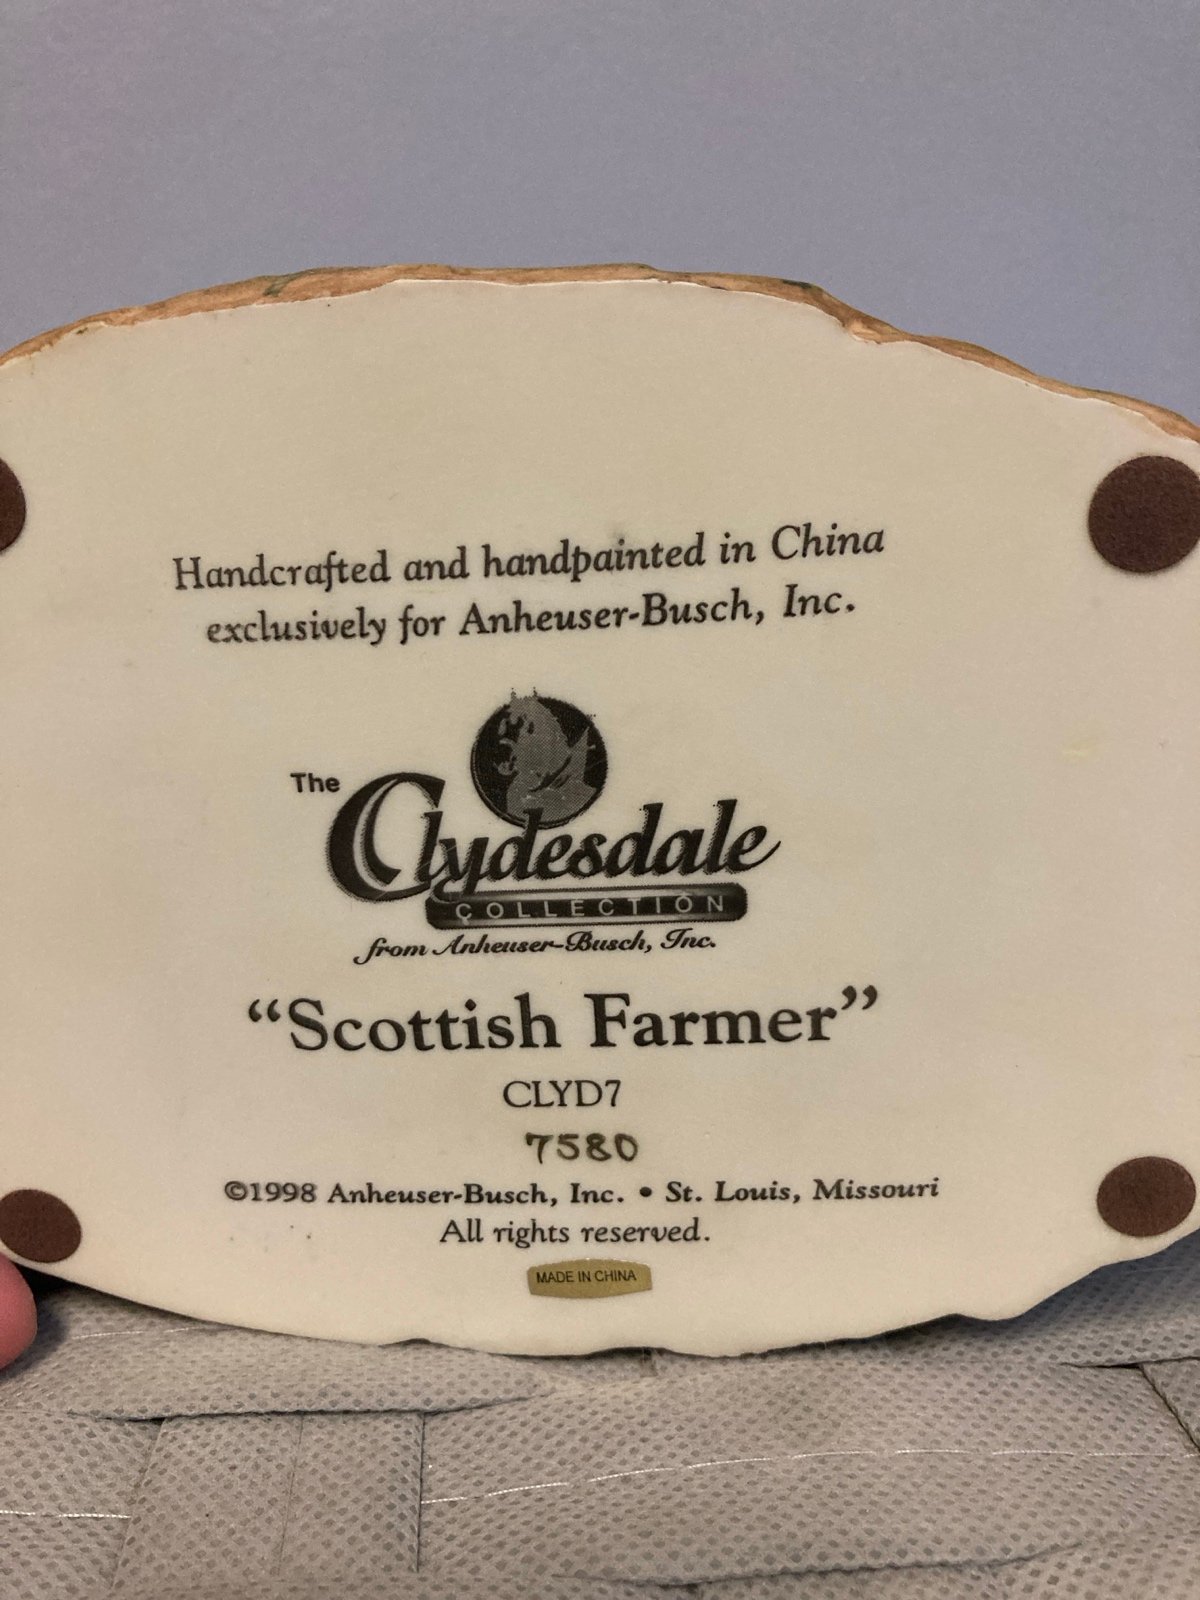 Handcrafted and handpainted in China
exclusively for Anheuser-Busch, Inc.
The Clydesdale
COLLECTION
from Anheuser-Busch, Inc.
“Scottish Farmer”
CLYD7
7580
©1998 Anheuser-Busch, Inc. • St. Louis, Missouri
All rights reserved.
MADE IN CHINA